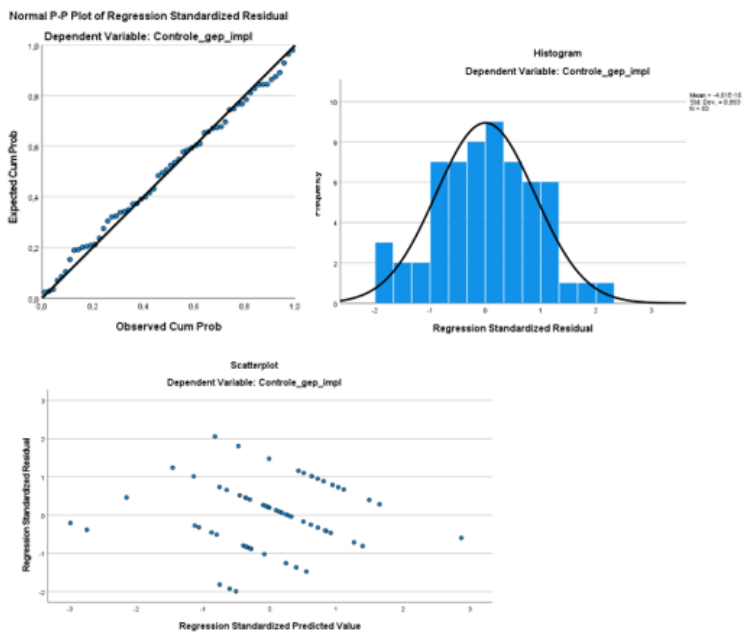 Normal P-P Plot of Regression Standardized Residual
Dependent Variable: Controle_gep_impl
1,0
0,8
0,6
0,4
0,2
0,0
Expected Cum Prob
0,0 0,2 0,4 0,6 0,8 1,0
Observed Cum Prob
Histogram
Dependent Variable: Controle_gep_impl
Mean =
Std. Dev. =
N =
10
8
6
4
2
0
Frequency
-2 -1 0 1 2 3
Regression Standardized Residual
Scatterplot
Dependent Variable: Controle_gep_impl
3
2
1
0
-1
-2
Regression Standardized Residual
-3 -2 -1 0 1 2 3
Regression Standardized Predicted Value